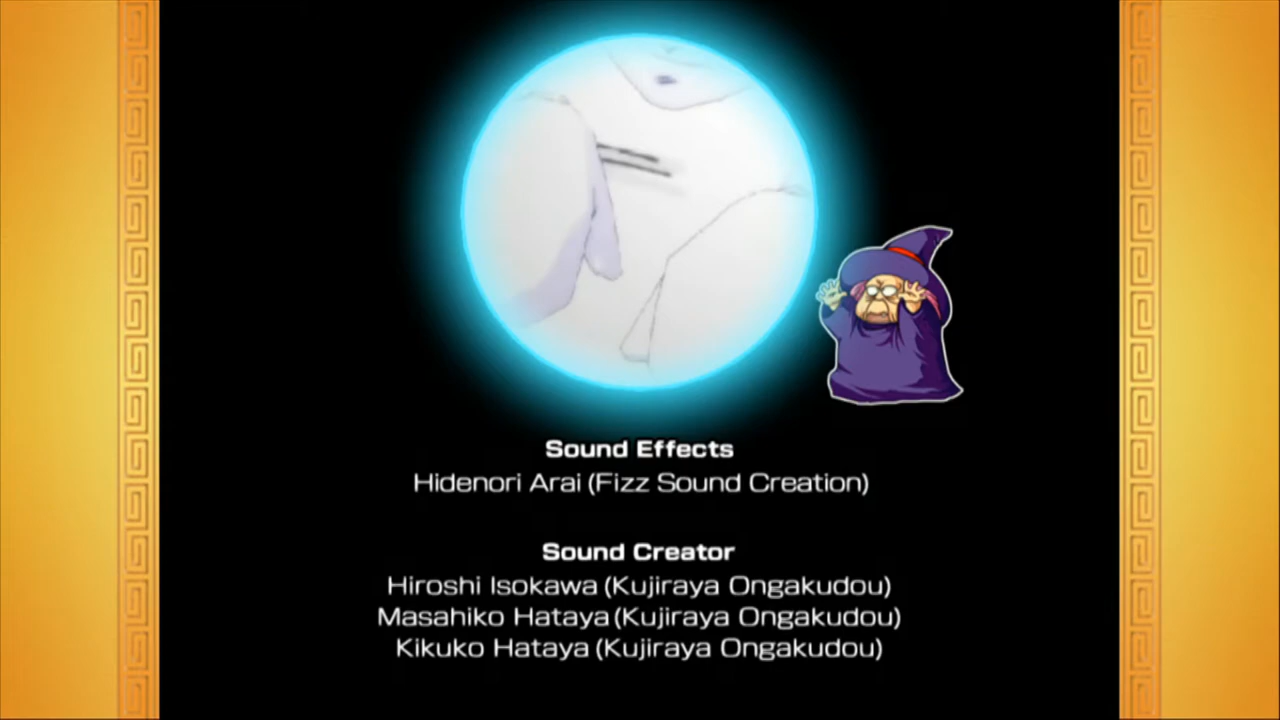 Sound Effects
Hidenori Arai (Fizz Sound Creation)
Sound Creator
Hiroshi Isokawa (Kujiraya Ongakudou)
Masahiko Hataya (Kujiraya Ongakudou)
Kikuko Hataya (Kujiraya Ongakudou)